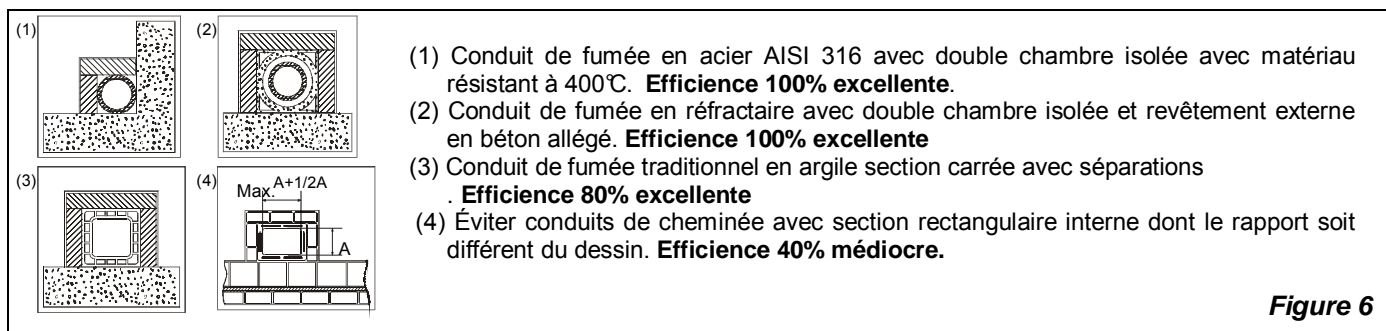 (1)
(2)
(3)
(4)
Max.
A+1/2A
A
(1) Conduit de fumée en acier AISI 316 avec double chambre isolée avec matériau
résistant à 400℃. Efficience 100% excellente.
(2) Conduit de fumée en réfractaire avec double chambre isolée et revêtement externe
en béton allégé. Efficience 100% excellente
(3) Conduit de fumée traditionnel en argile section carrée avec séparations
. Efficience 80% excellente
(4) Éviter conduits de cheminée avec section rectangulaire interne dont le rapport soit
différent du dessin. Efficience 40% médiocre.
Figure 6